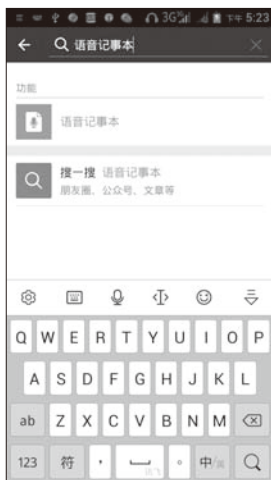 3G 下午 5:23
语音记事本
功能
语音记事本
搜一搜 语音记事本
朋友圈、公众号、文章等
Q W E R T Y U I O P
A S D F G H J K L
ab Z X C V B N M
123 符 ， 。 中/英